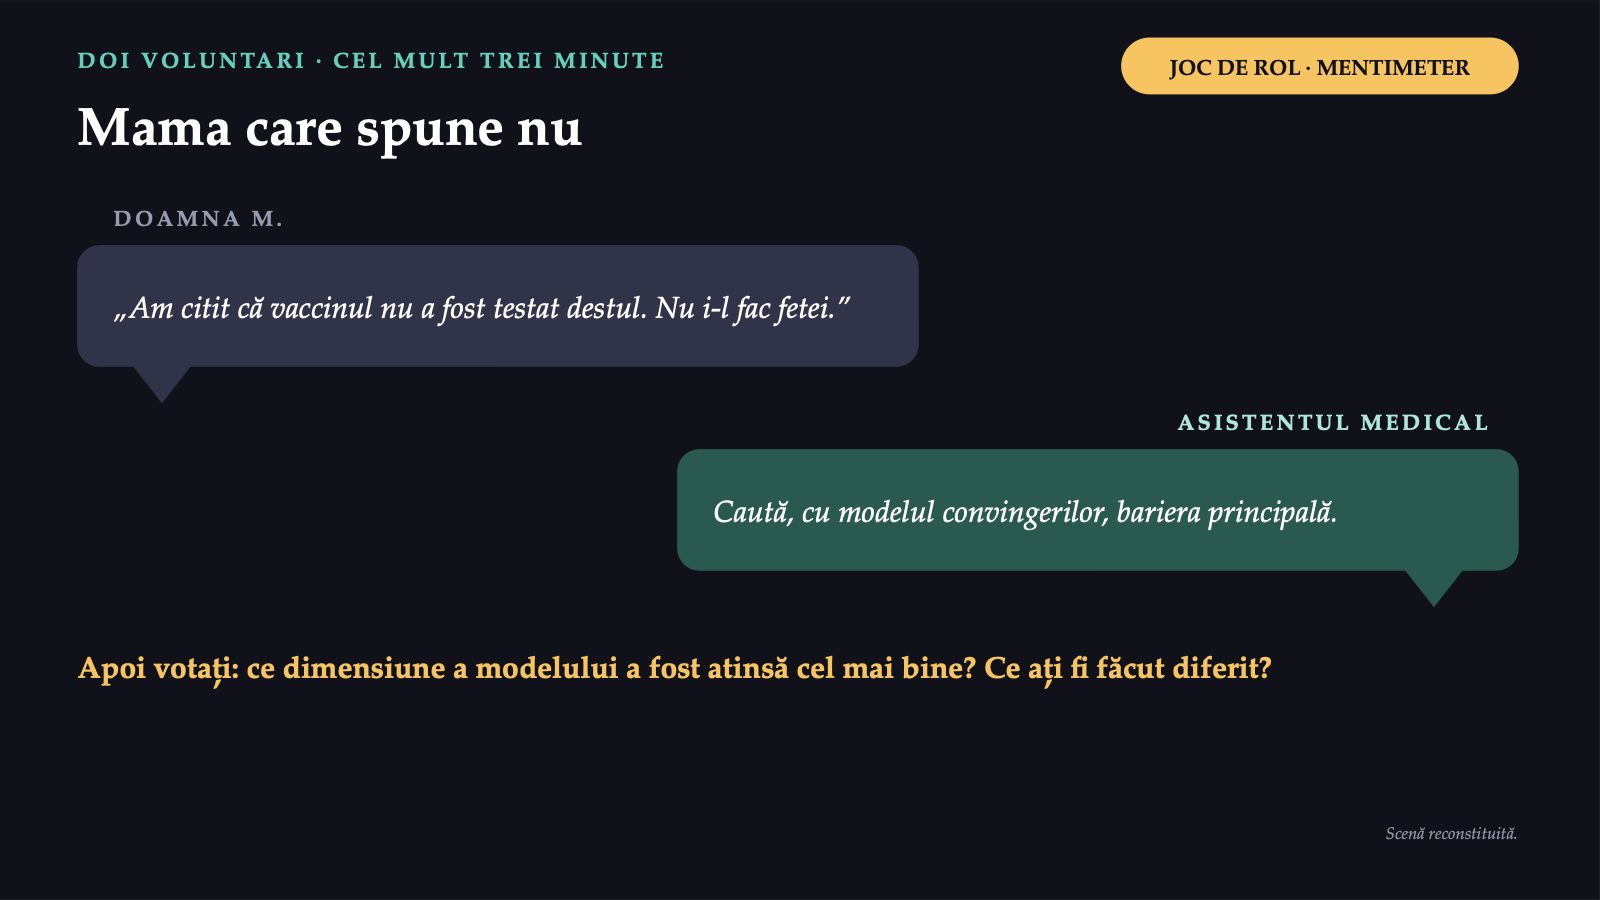 DOI VOLUNTARI · CEL MULT TREI MINUTE
JOC DE ROL · MENTIMETER
Mama care spune nu
DOAMNA M.
„Am citit că vaccinul nu a fost testat destul. Nu i-l fac fetei.”
ASISTENTUL MEDICAL
Caută, cu modelul convingerilor, bariera principală.
Apoi votați: ce dimensiune a modelului a fost atinsă cel mai bine? Ce ați fi făcut diferit?
Scenă reconstituită.